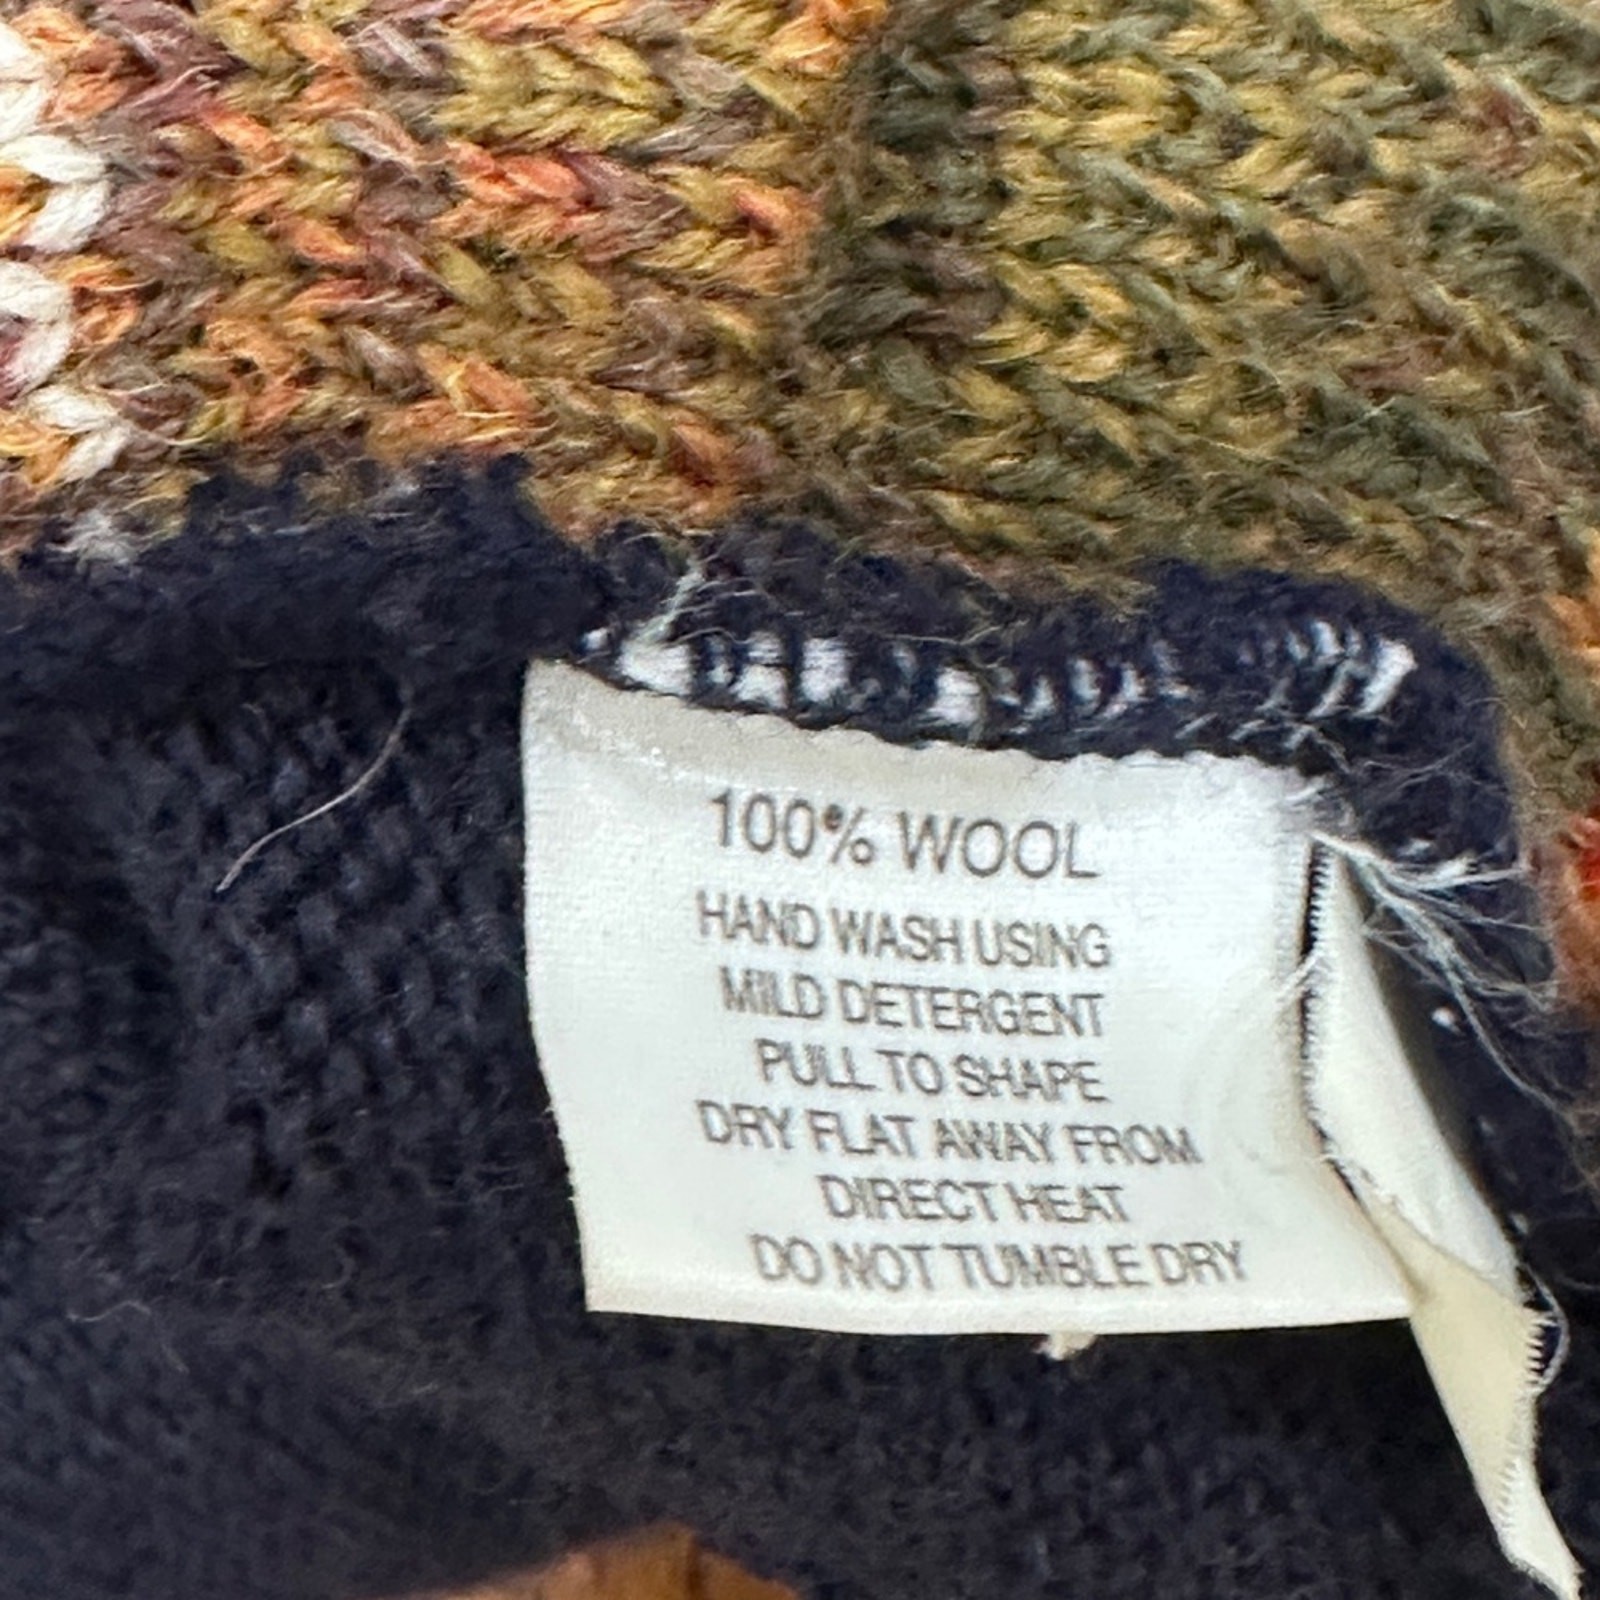 100% WOOL
HAND WASH USING
MILD DETERGENT
PULL TO SHAPE
DRY FLAT AWAY FROM
DIRECT HEAT
DO NOT TUMBLE DRY